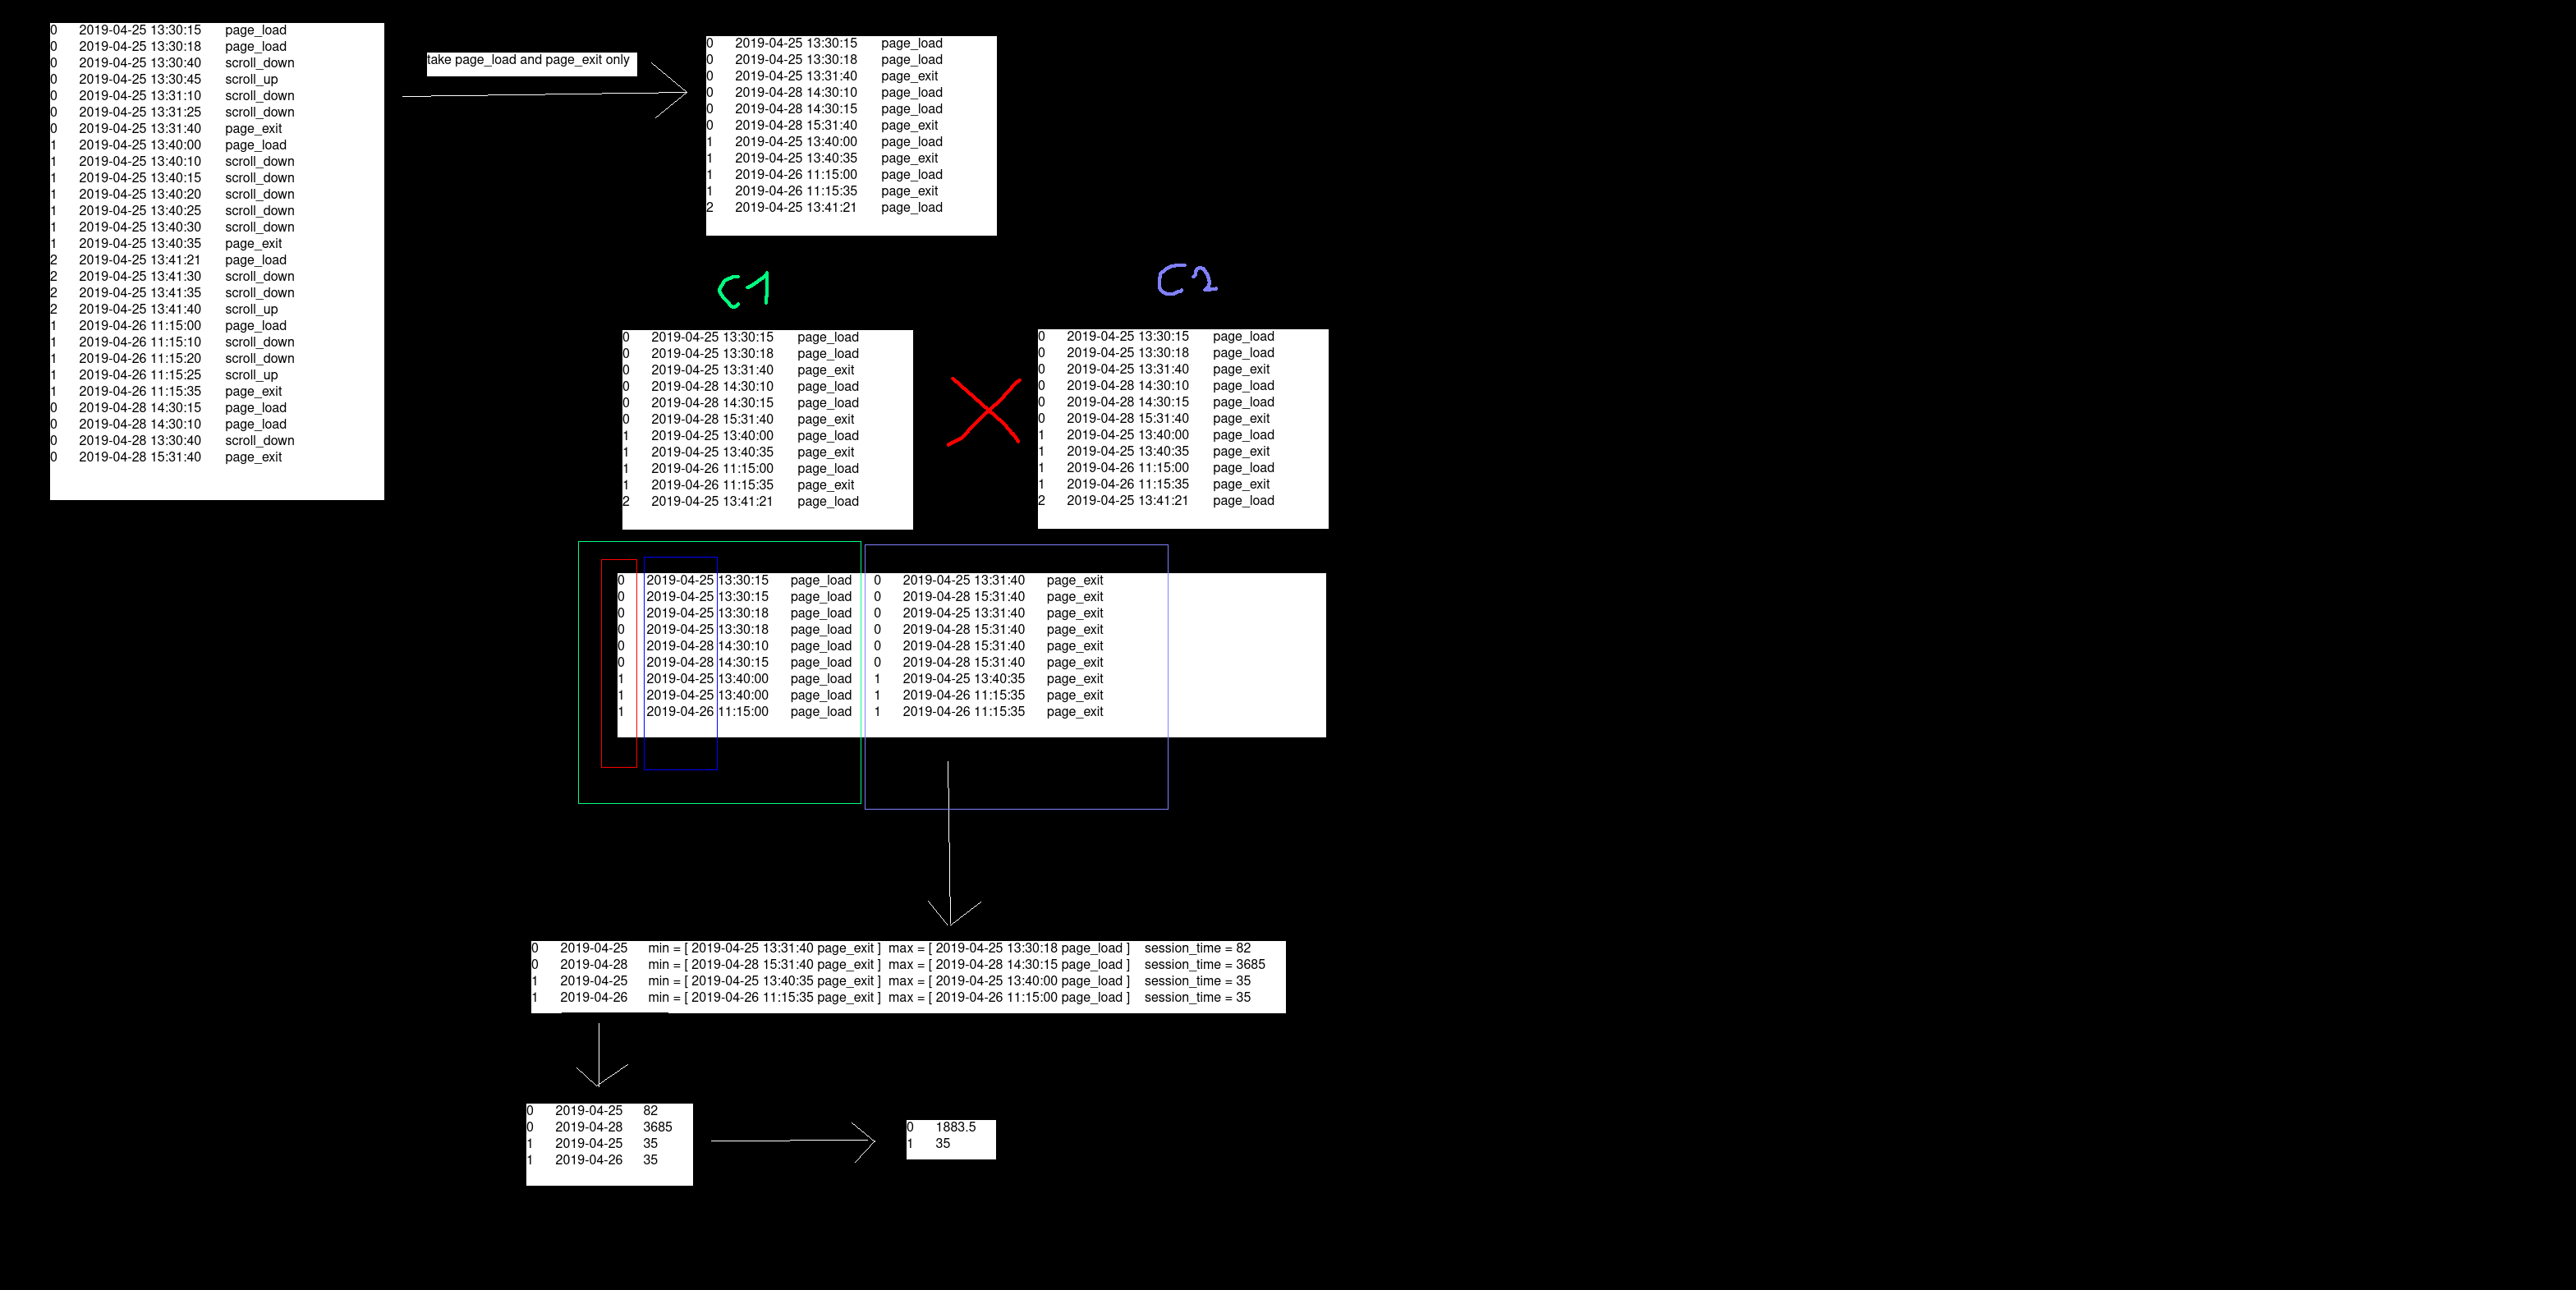 0 2019-04-25 13:30:15 page_load
0 2019-04-25 13:30:18 page_load
0 2019-04-25 13:30:40 scroll_down
0 2019-04-25 13:30:45 scroll_up
0 2019-04-25 13:31:10 scroll_down
0 2019-04-25 13:31:25 scroll_down
0 2019-04-25 13:31:40 page_exit
1 2019-04-25 13:40:00 page_load
1 2019-04-25 13:40:10 scroll_down
1 2019-04-25 13:40:15 scroll_down
1 2019-04-25 13:40:20 scroll_down
1 2019-04-25 13:40:25 scroll_down
1 2019-04-25 13:40:30 scroll_down
1 2019-04-25 13:40:35 page_exit
2 2019-04-25 13:41:21 page_load
2 2019-04-25 13:41:30 scroll_down
2 2019-04-25 13:41:35 scroll_down
2 2019-04-25 13:41:40 scroll_up
1 2019-04-26 11:15:00 page_load
1 2019-04-26 11:15:10 scroll_down
1 2019-04-26 11:15:20 scroll_down
1 2019-04-26 11:15:25 scroll_up
1 2019-04-26 11:15:35 page_exit
0 2019-04-28 14:30:15 page_load
0 2019-04-28 14:30:10 page_load
0 2019-04-28 13:30:40 scroll_down
0 2019-04-28 15:31:40 page_exit
take page_load and page_exit only
0 2019-04-25 13:30:15 page_load
0 2019-04-25 13:30:18 page_load
0 2019-04-25 13:31:40 page_exit
0 2019-04-28 14:30:10 page_load
0 2019-04-28 14:30:15 page_load
0 2019-04-28 15:31:40 page_exit
1 2019-04-25 13:40:00 page_load
1 2019-04-25 13:40:35 page_exit
1 2019-04-26 11:15:00 page_load
1 2019-04-26 11:15:35 page_exit
2 2019-04-25 13:41:21 page_load
C1
0 2019-04-25 13:30:15 page_load
0 2019-04-25 13:30:18 page_load
0 2019-04-25 13:31:40 page_exit
0 2019-04-28 14:30:10 page_load
0 2019-04-28 14:30:15 page_load
0 2019-04-28 15:31:40 page_exit
1 2019-04-25 13:40:00 page_load
1 2019-04-25 13:40:35 page_exit
1 2019-04-26 11:15:00 page_load
1 2019-04-26 11:15:35 page_exit
2 2019-04-25 13:41:21 page_load
C2
0 2019-04-25 13:30:15 page_load
0 2019-04-25 13:30:18 page_load
0 2019-04-25 13:31:40 page_exit
0 2019-04-28 14:30:10 page_load
0 2019-04-28 14:30:15 page_load
0 2019-04-28 15:31:40 page_exit
1 2019-04-25 13:40:00 page_load
1 2019-04-25 13:40:35 page_exit
1 2019-04-26 11:15:00 page_load
1 2019-04-26 11:15:35 page_exit
2 2019-04-25 13:41:21 page_load
0 2019-04-25 13:30:15 page_load 0 2019-04-25 13:31:40 page_exit
0 2019-04-25 13:30:15 page_load 0 2019-04-28 15:31:40 page_exit
0 2019-04-25 13:30:18 page_load 0 2019-04-25 13:31:40 page_exit
0 2019-04-25 13:30:18 page_load 0 2019-04-28 15:31:40 page_exit
0 2019-04-28 14:30:10 page_load 0 2019-04-28 15:31:40 page_exit
0 2019-04-28 14:30:15 page_load 0 2019-04-28 15:31:40 page_exit
1 2019-04-25 13:40:00 page_load 1 2019-04-25 13:40:35 page_exit
1 2019-04-25 13:40:00 page_load 1 2019-04-26 11:15:35 page_exit
1 2019-04-26 11:15:00 page_load 1 2019-04-26 11:15:35 page_exit
0 2019-04-25 min = [ 2019-04-25 13:31:40 page_exit ] max = [ 2019-04-25 13:30:18 page_load ] session_time = 82
0 2019-04-28 min = [ 2019-04-28 15:31:40 page_exit ] max = [ 2019-04-28 14:30:15 page_load ] session_time = 3685
1 2019-04-25 min = [ 2019-04-25 13:40:35 page_exit ] max = [ 2019-04-25 13:40:00 page_load ] session_time = 35
1 2019-04-26 min = [ 2019-04-26 11:15:35 page_exit ] max = [ 2019-04-26 11:15:00 page_load ] session_time = 35
0 2019-04-25 82
0 2019-04-28 3685
1 2019-04-25 35
1 2019-04-26 35
0 1883.5
1 35